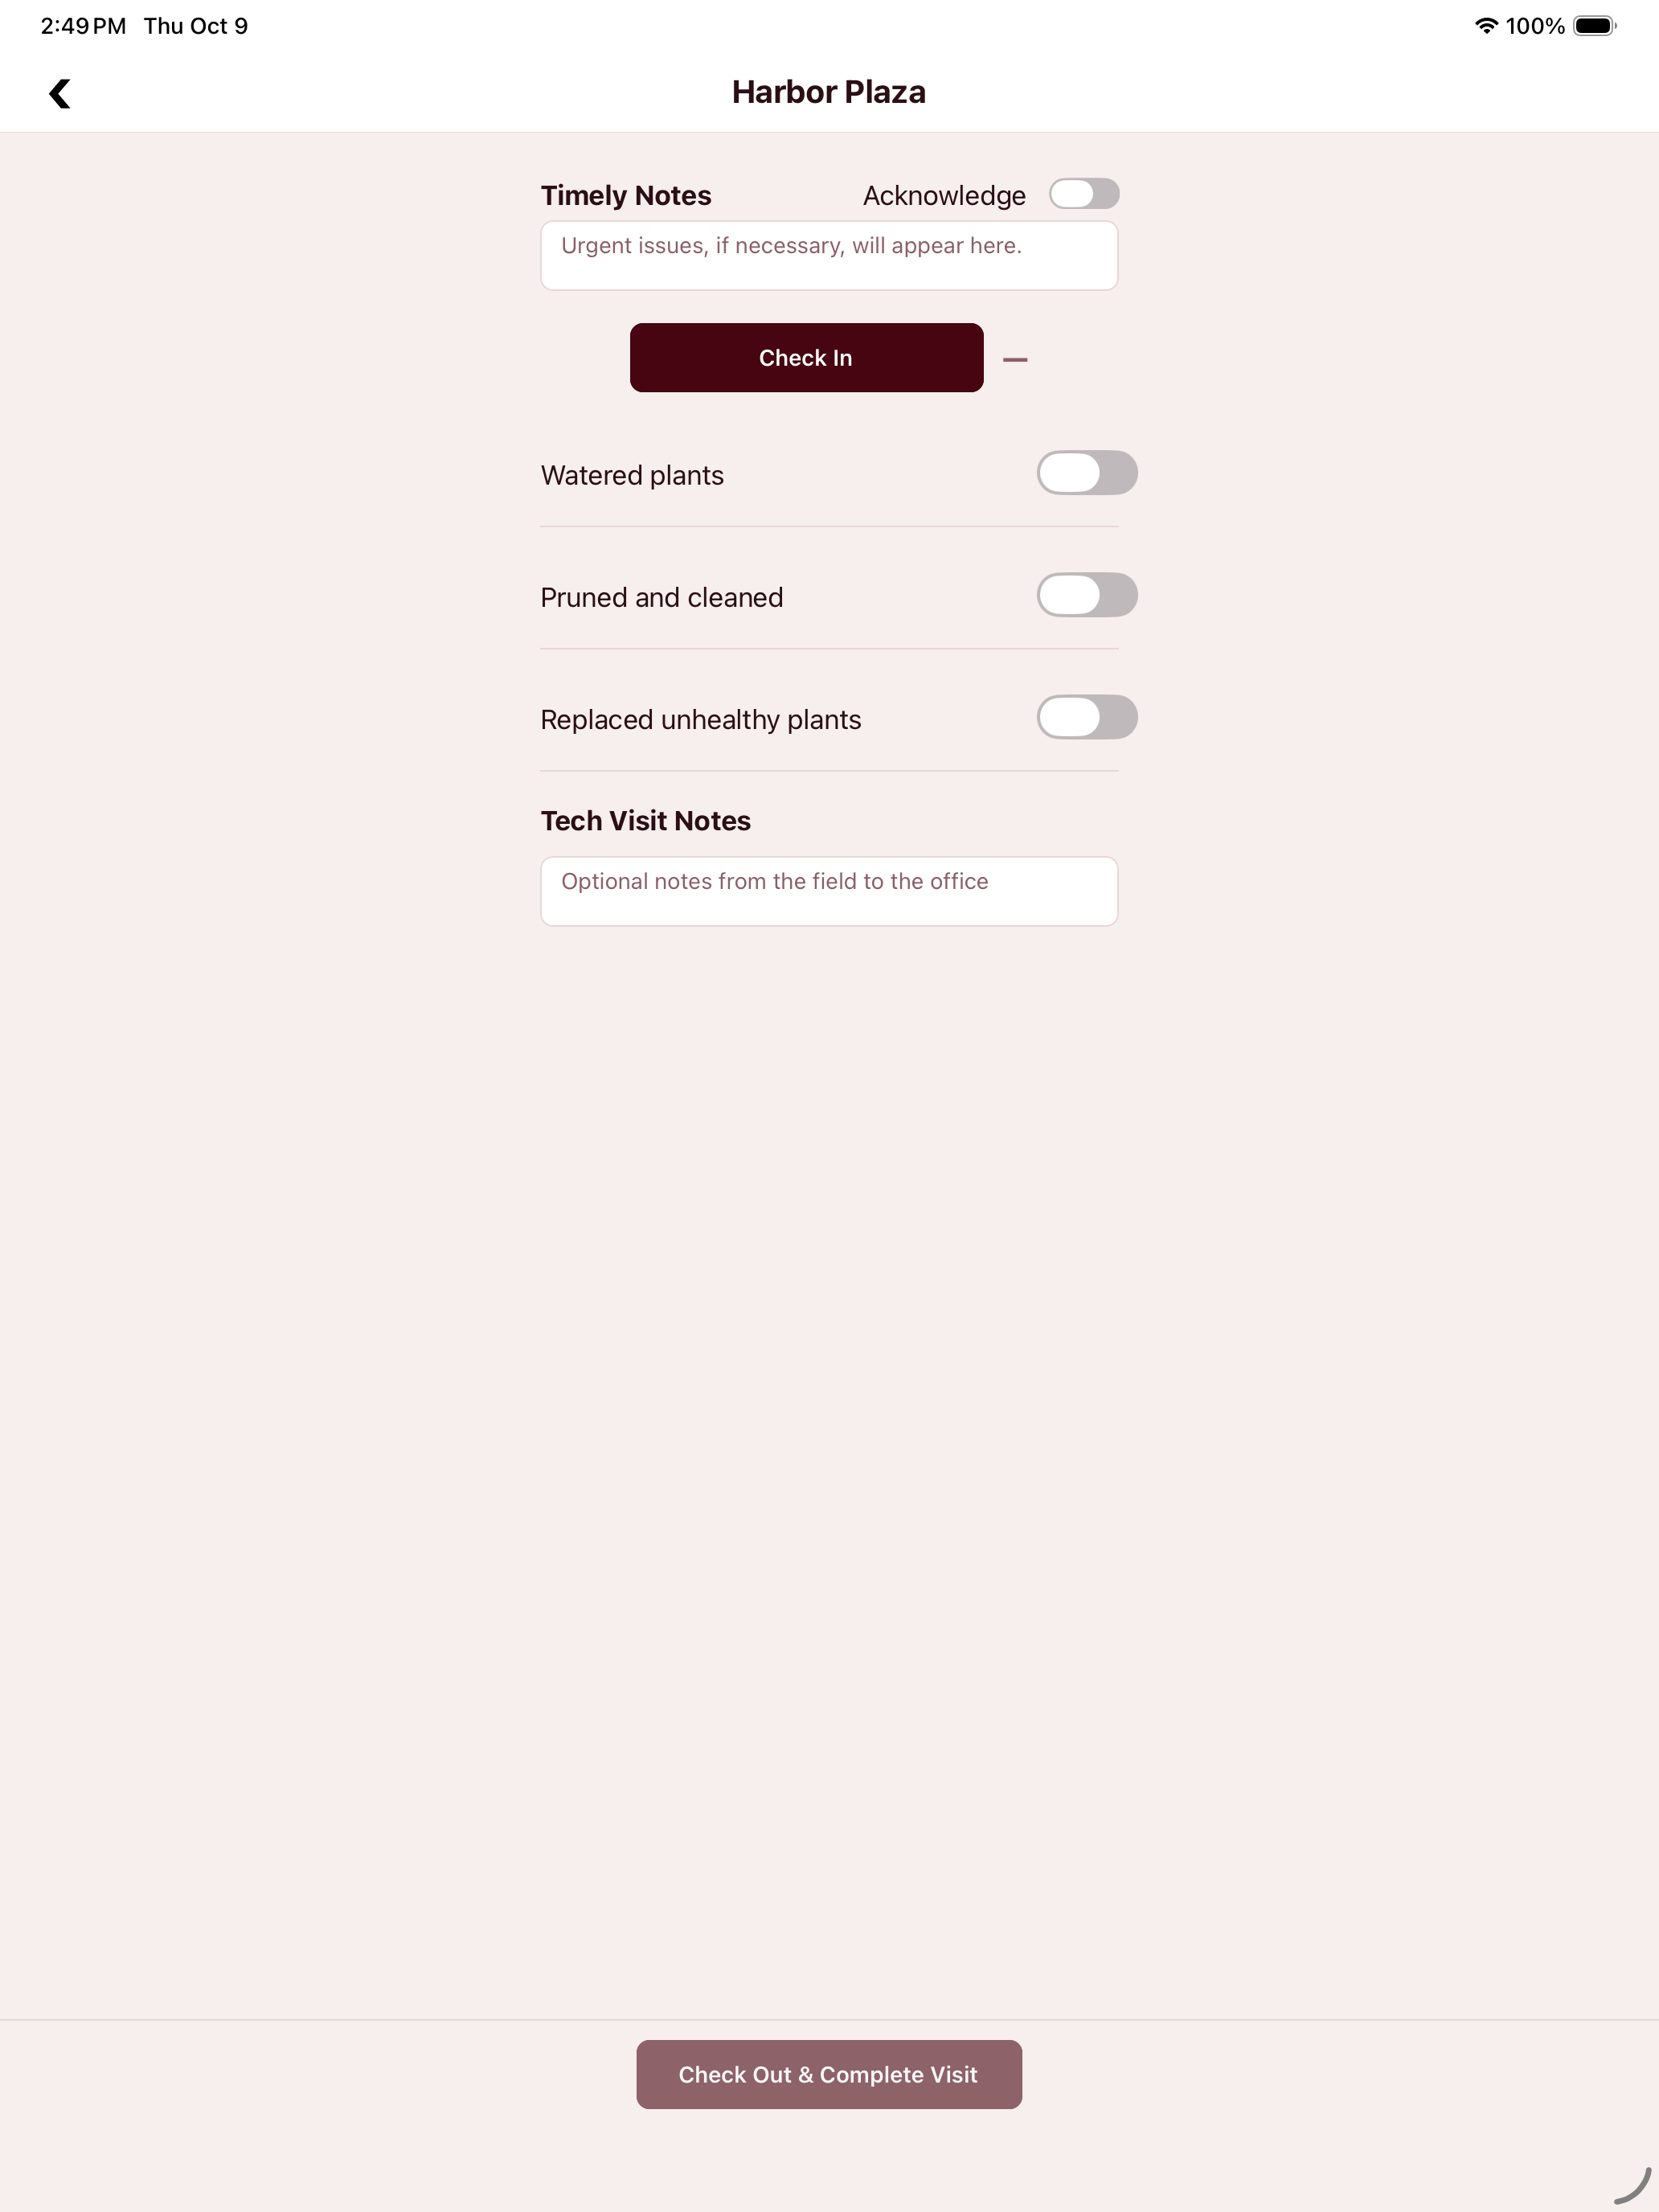 2:49 PM Thu Oct 9 100%
Harbor Plaza
Timely Notes Acknowledge
Urgent issues, if necessary, will appear here.
Check In —
Watered plants
Pruned and cleaned
Replaced unhealthy plants
Tech Visit Notes
Optional notes from the field to the office
Check Out & Complete Visit